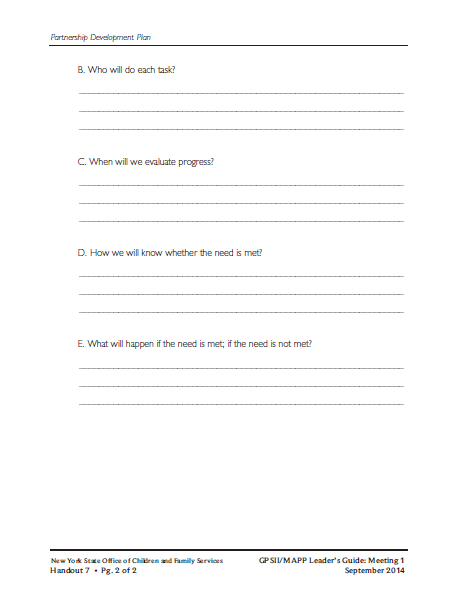 Partnership Development Plan
B. Who will do each task?
C. When will we evaluate progress?
D. How we will know whether the need is met?
E. What will happen if the need is met; if the need is not met?
New York State Office of Children and Family Services
GPSII/MAPP Leader's Guide: Meeting 1
Handout 7 • Pg. 2 of 2
September 2014